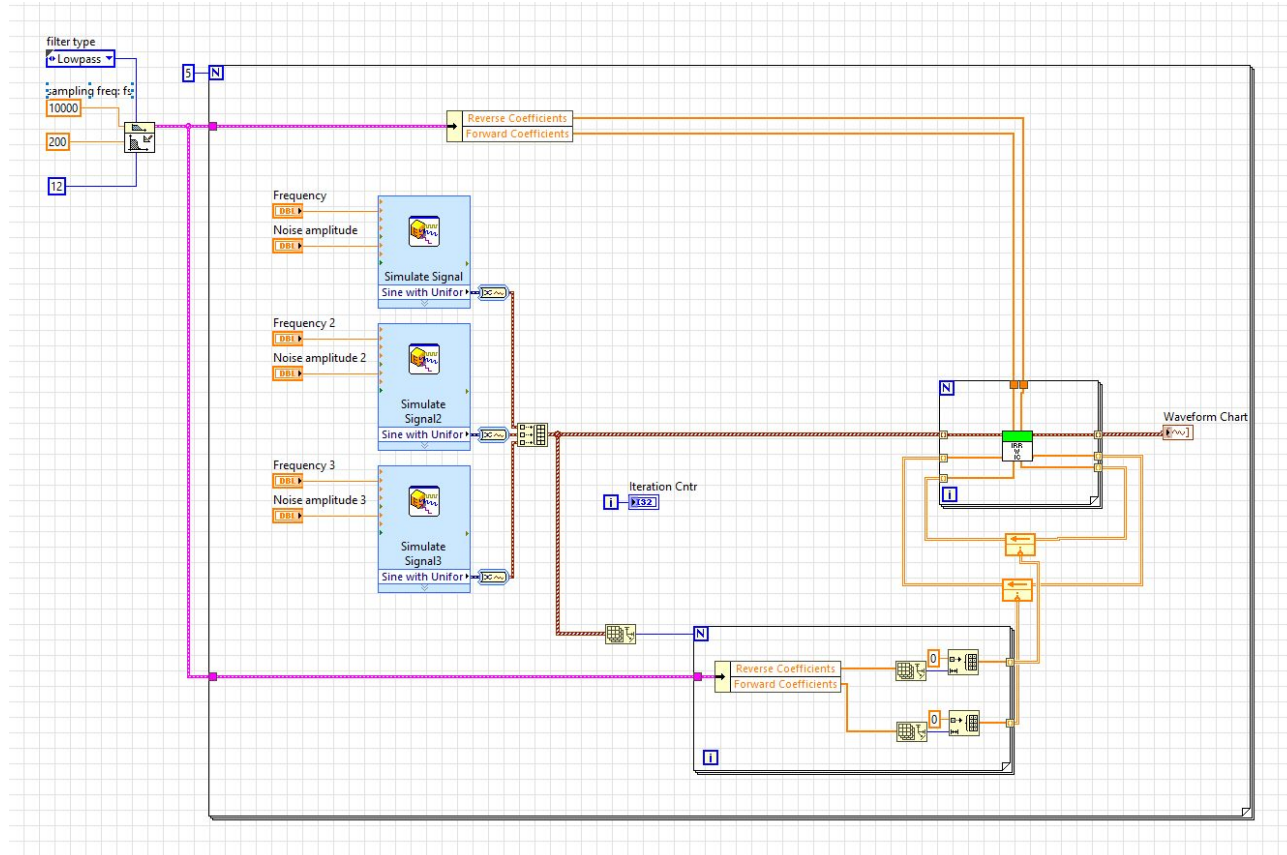 filter type
Lowpass
5
N
sampling freq: fs
10000
200
12
Reverse Coefficients
Forward Coefficients
Frequency
DBL
Noise amplitude
DBL
Simulate Signal
Sine with Unifor
Frequency 2
DBL
Noise amplitude 2
DBL
Simulate
Signal2
Sine with Unifor
Frequency 3
DBL
Noise amplitude 3
DBL
Simulate
Signal3
Sine with Unifor
Iteration Cntr
i
I32
N
IRR
W
IC
i
Waveform Chart
N
Reverse Coefficients
Forward Coefficients
0
0
i